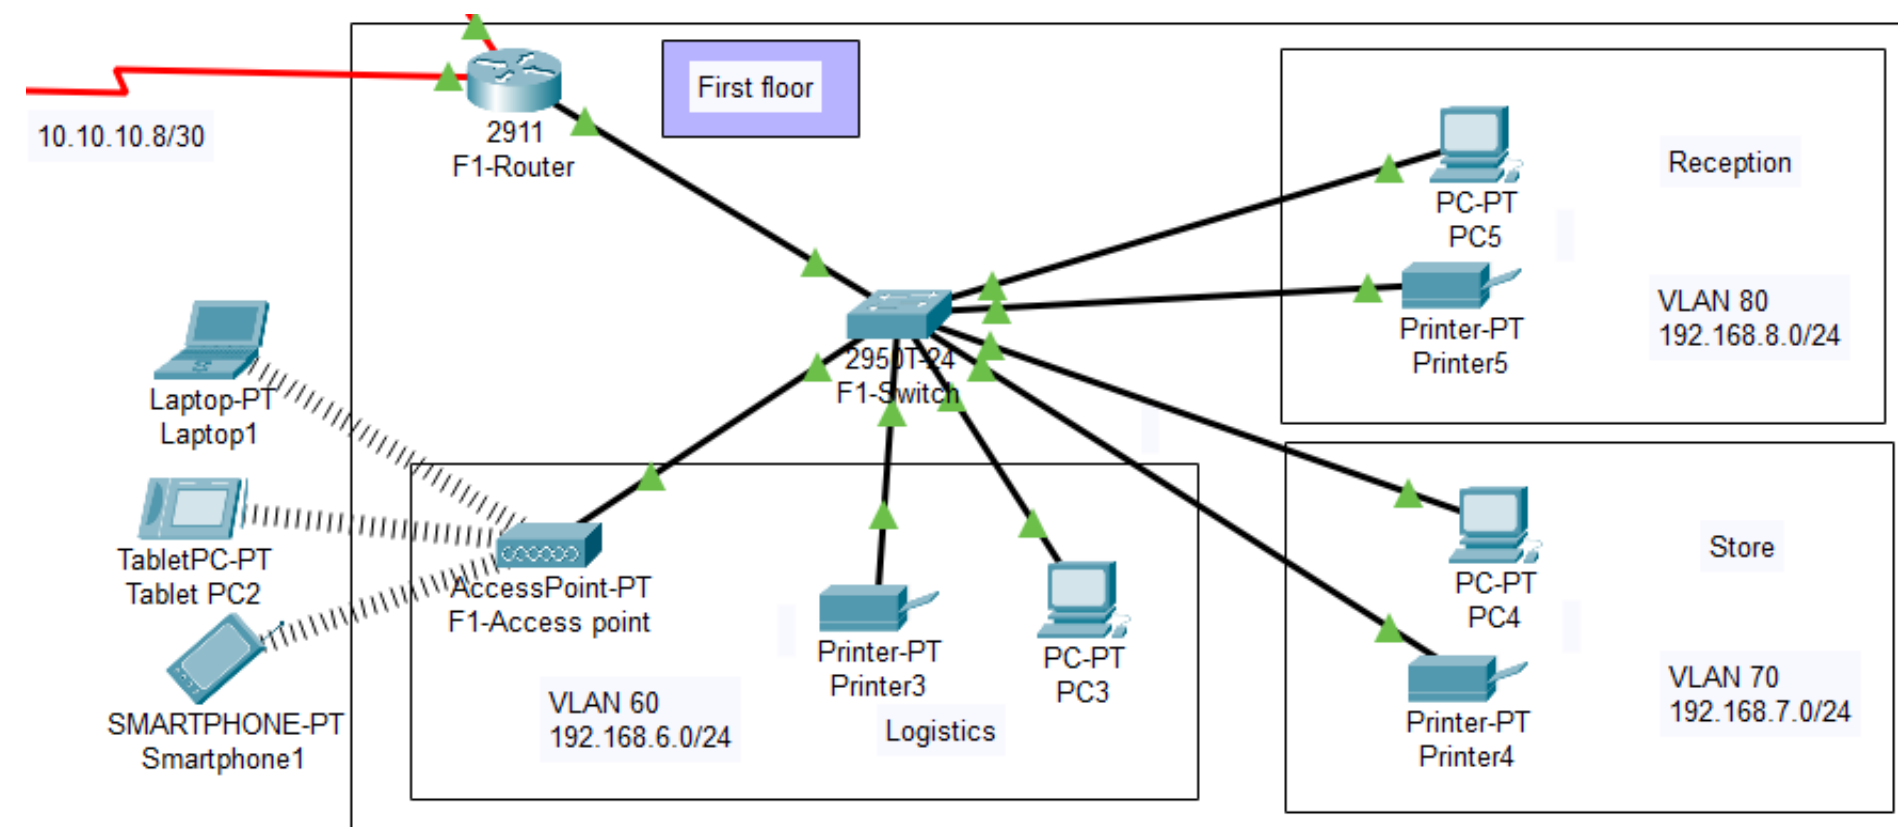 10.10.10.8/30
2911
F1-Router
First floor
PC-PT
PC5
Reception
Printer-PT
Printer5
VLAN 80
192.168.8.0/24
2950T-24
F1-Switch
Laptop-PT
Laptop1
TabletPC-PT
Tablet PC2
SMARTPHONE-PT
Smartphone1
AccessPoint-PT
F1-Access point
Printer-PT
Printer3
PC-PT
PC3
VLAN 60
192.168.6.0/24
Logistics
PC-PT
PC4
Store
Printer-PT
Printer4
VLAN 70
192.168.7.0/24